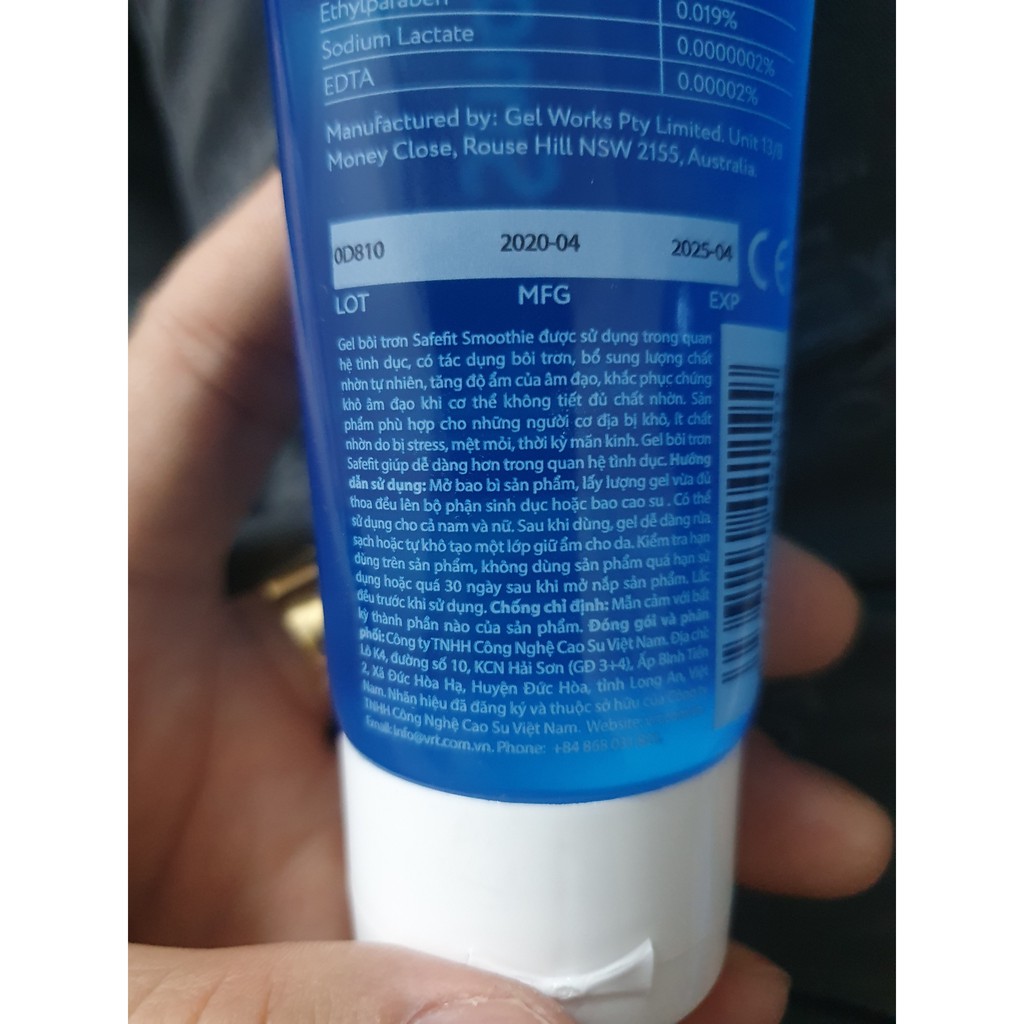 Ethylparaben
0.019%
Sodium Lactate
0.0000002%
EDTA
0.00002%
Manufactured by: Gel Works Pty Limited. Unit 13/8
Money Close, Rouse Hill NSW 2155, Australia.
0D810 2020-04 2025-04
CE
LOT MFG EXP
Gel bôi trơn Safefit Smoothie được sử dụng trong quan
hệ tình dục, có tác dụng bôi trơn, bổ sung lượng chất
nhờn tự nhiên, tăng độ ẩm của âm đạo, khắc phục chứng
khô âm đạo khi cơ thể không tiết đủ chất nhờn. Sản
phẩm phù hợp cho những người cơ địa bị khô, ít chất
nhờn do bị stress, mệt mỏi, thời kỳ mãn kinh. Gel bôi trơn
Safefit giúp dễ dàng hơn trong quan hệ tình dục. Hướng
dẫn sử dụng: Mở bao bì sản phẩm, lấy lượng gel vừa đủ
thoa đều lên bộ phận sinh dục hoặc bao cao su . Có thể
sử dụng cho cả nam và nữ. Sau khi dùng, gel dễ dàng rửa
sạch hoặc tự khô tạo một lớp giữ ẩm cho da. Kiểm tra hạn
dùng trên sản phẩm, không dùng sản phẩm quá hạn sử
dụng hoặc quá 30 ngày sau khi mở nắp sản phẩm. Lắc
đều trước khi sử dụng. Chống chỉ định: Mẫn cảm với bất
kỳ thành phần nào của sản phẩm. Đóng gói và phân
phối: Công ty TNHH Công Nghệ Cao Su Việt Nam. Địa chỉ:
Lô K4, đường số 10, KCN Hải Sơn (GĐ 3+4), Ấp Bình Tiền
2, Xã Đức Hòa Hạ, Huyện Đức Hòa, tỉnh Long An, Việt
Nam. Nhãn hiệu đã đăng ký và thuộc sở hữu của Công ty
TNHH Công Nghệ Cao Su Việt Nam. Website:
Email: info@vrt.com.vn. Phone: +84 868